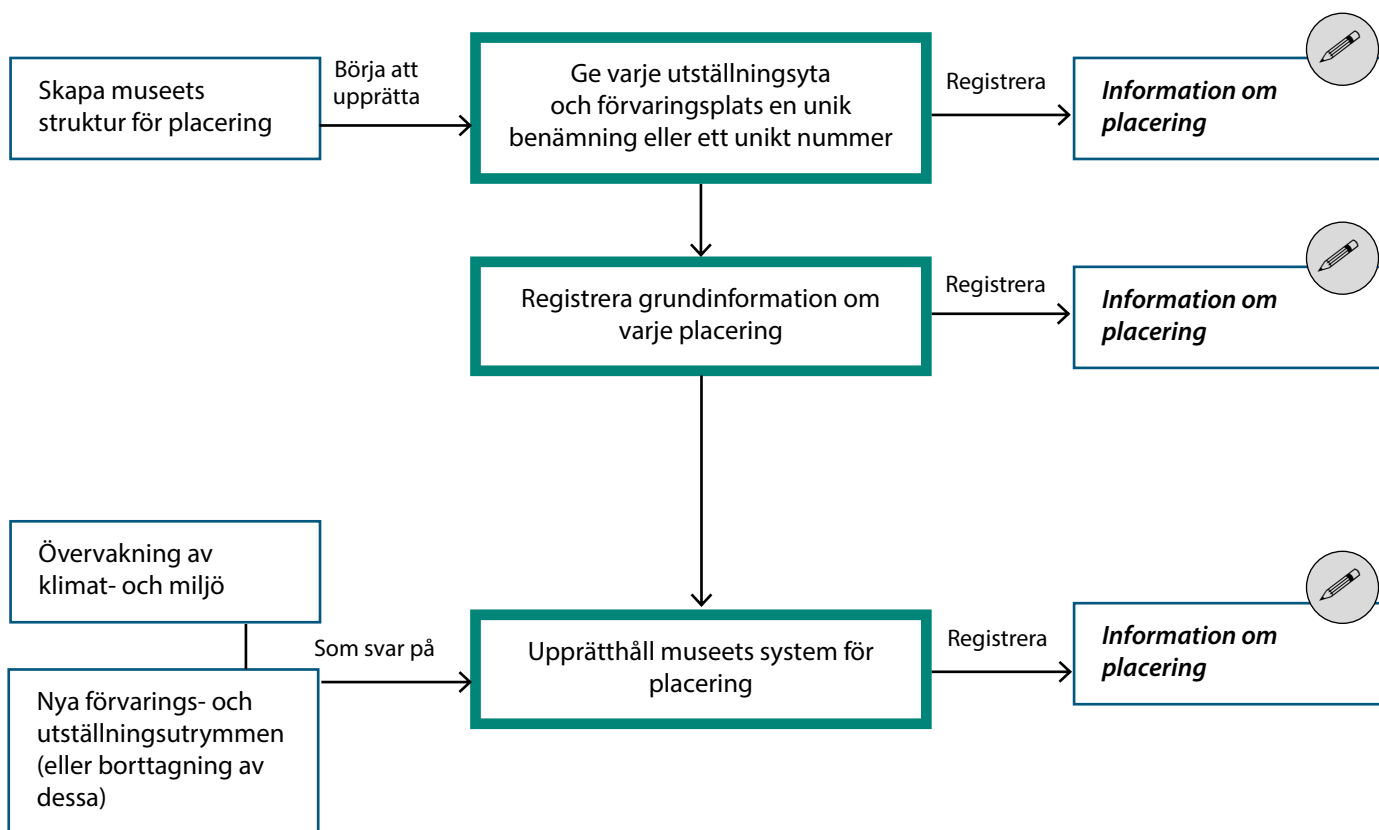 Skapa museets
struktur för placering
Börja att
upprätta
Ge varje utställningsyta
och förvaringsplats en unik
benämning eller ett unikt nummer
Registrera
Information om
placering
Registrera grundinformation om
varje placering
Registrera
Information om
placering
Övervakning av
klimat- och miljö
Nya förvarings- och
utställningsutrymmen
(eller borttagning av
dessa)
Som svar på
Upprätthåll museets system för
placering
Registrera
Information om
placering